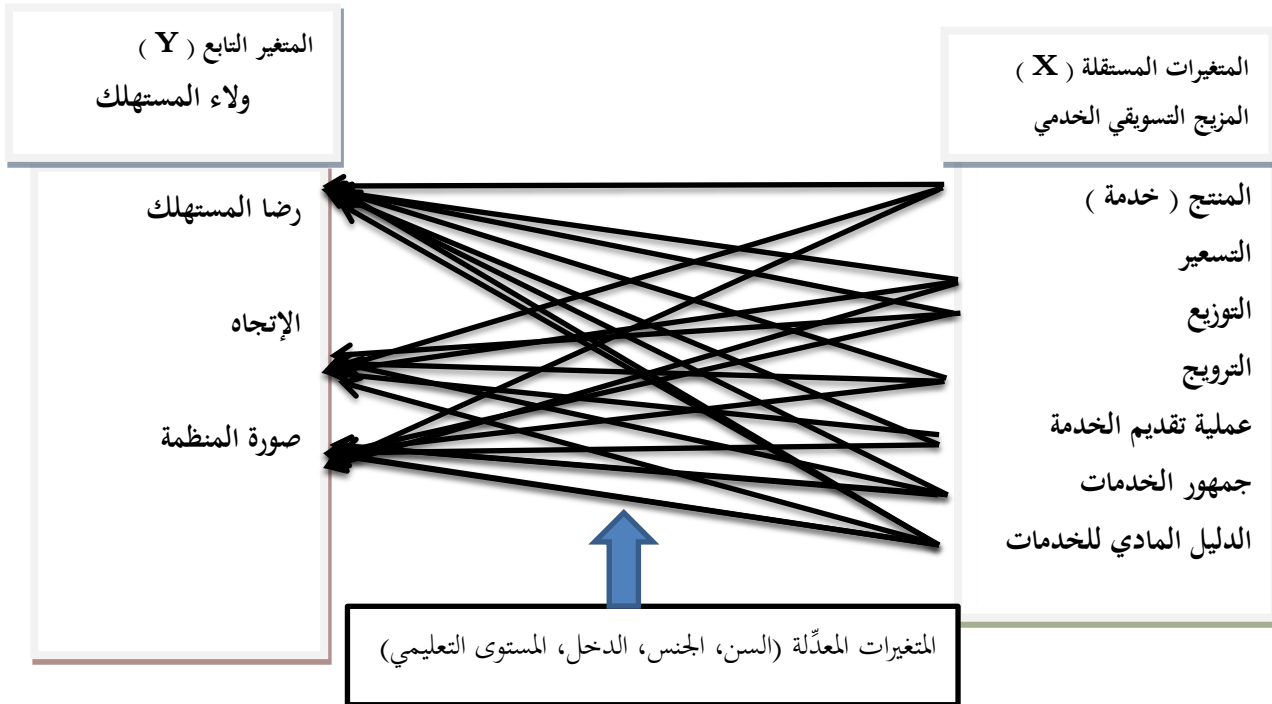 المتغيرات المستقلة ( X )
المزيج التسويقي الخدمي
المنتج ( خدمة )
التسعير
التوزيع
الترويج
عملية تقديم الخدمة
جمهور الخدمات
الدليل المادي للخدمات
المتغير التابع ( Y )
ولاء المستهلك
رضا المستهلك
الإتجاه
صورة المنظمة
المتغيرات المعدِّلة (السن، الجنس، الدخل، المستوى التعليمي)